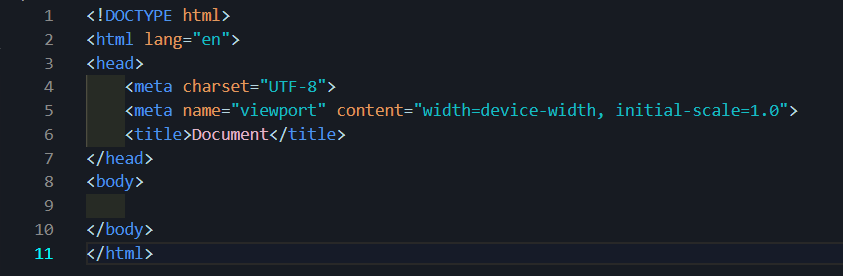 1 <!DOCTYPE html>
2 <html lang="en">
3 <head>
4     <meta charset="UTF-8">
5     <meta name="viewport" content="width=device-width, initial-scale=1.0">
6     <title>Document</title>
7 </head>
8 <body>
9
10 </body>
11 </html>